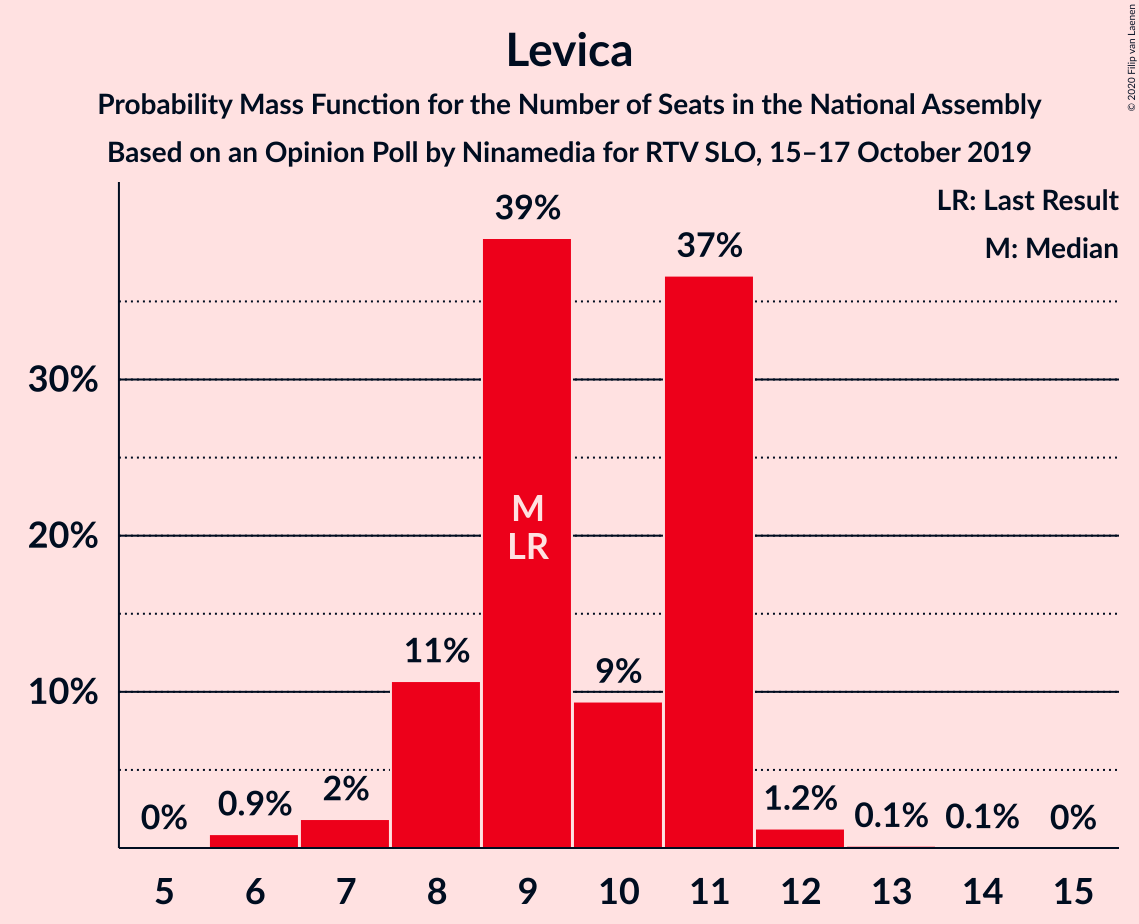 Levica
Probability Mass Function for the Number of Seats in the National Assembly
Based on an Opinion Poll by Ninamedia for RTV SLO, 15–17 October 2019
© 2020 Filip van Laenen
LR: Last Result
M: Median
30%
20%
10%
0%
0.9%
2%
11%
39%
M
LR
9%
37%
1.2%
0.1%
0.1%
0%
5 6 7 8 9 10 11 12 13 14 15